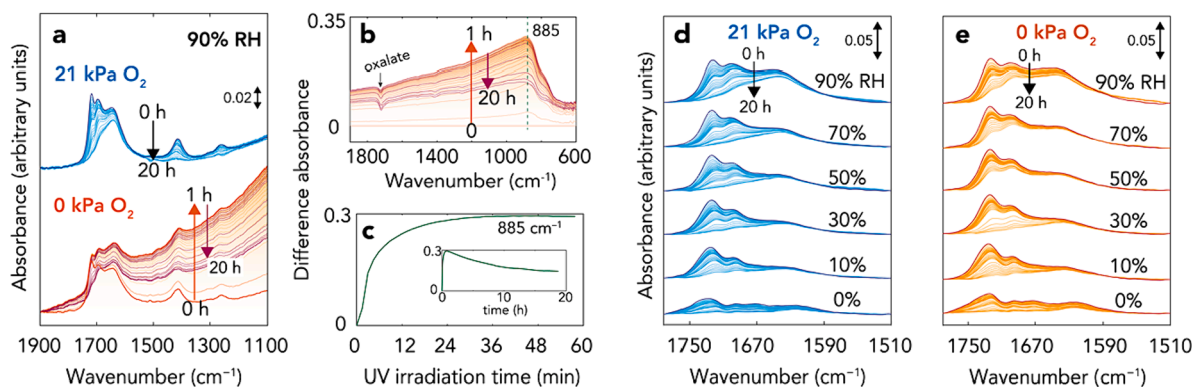 a
90% RH
21 kPa O₂
0.02
0 h
20 h
0 kPa O₂
1 h
20 h
0 h
Absorbance (arbitrary units)
1900 1700 1500 1300 1100
Wavenumber (cm⁻¹)
b
0.35
0
oxalate
1 h
885
20 h
0
1800 1400 1000 600
Wavenumber (cm⁻¹)
Difference absorbance
c
0.3
0
885 cm⁻¹
0.3
0
0 10 20
time (h)
0 12 24 36 48 60
UV irradiation time (min)
d
21 kPa O₂
0.05
0 h
20 h
90% RH
70%
50%
30%
10%
0%
Absorbance (arbitrary units)
1750 1670 1590 1510
Wavenumber (cm⁻¹)
e
0 kPa O₂
0.05
0 h
20 h
90% RH
70%
50%
30%
10%
0%
1750 1670 1590 1510
Wavenumber (cm⁻¹)